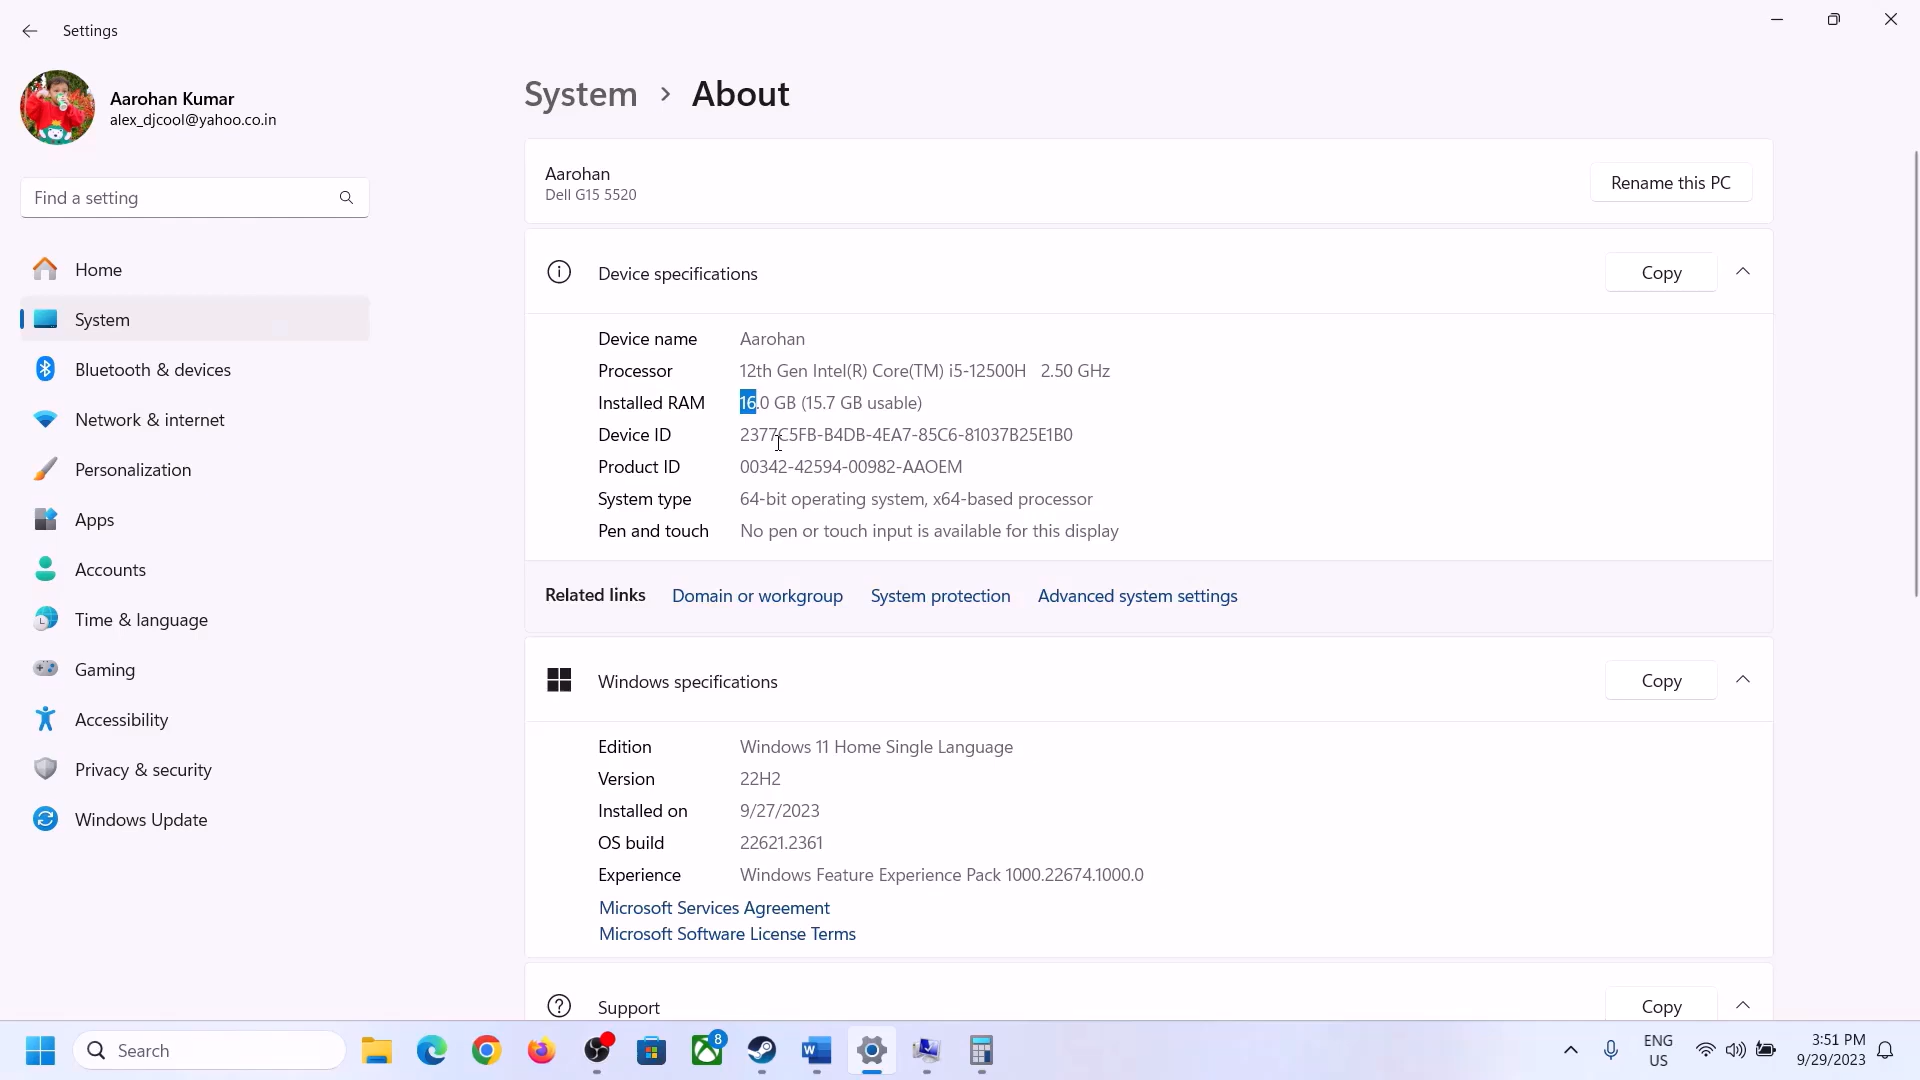 Settings
Aarohan Kumar
alex_djcool@yahoo.co.in
Find a setting
Home
System
Bluetooth & devices
Network & internet
Personalization
Apps
Accounts
Time & language
Gaming
Accessibility
Privacy & security
Windows Update
System > About
Aarohan
Dell G15 5520
Rename this PC
Device specifications
Copy
Device name Aarohan
Processor 12th Gen Intel(R) Core(TM) i5-12500H 2.50 GHz
Installed RAM 16.0 GB (15.7 GB usable)
Device ID 2377C5FB-B4DB-4EA7-85C6-81037B25E1B0
Product ID 00342-42594-00982-AAOEM
System type 64-bit operating system, x64-based processor
Pen and touch No pen or touch input is available for this display
Related links Domain or workgroup System protection Advanced system settings
Windows specifications
Copy
Edition Windows 11 Home Single Language
Version 22H2
Installed on 9/27/2023
OS build 22621.2361
Experience Windows Feature Experience Pack 1000.22674.1000.0
Microsoft Services Agreement
Microsoft Software License Terms
Support
Copy
Search
8
W
ENG
US
3:51 PM
9/29/2023